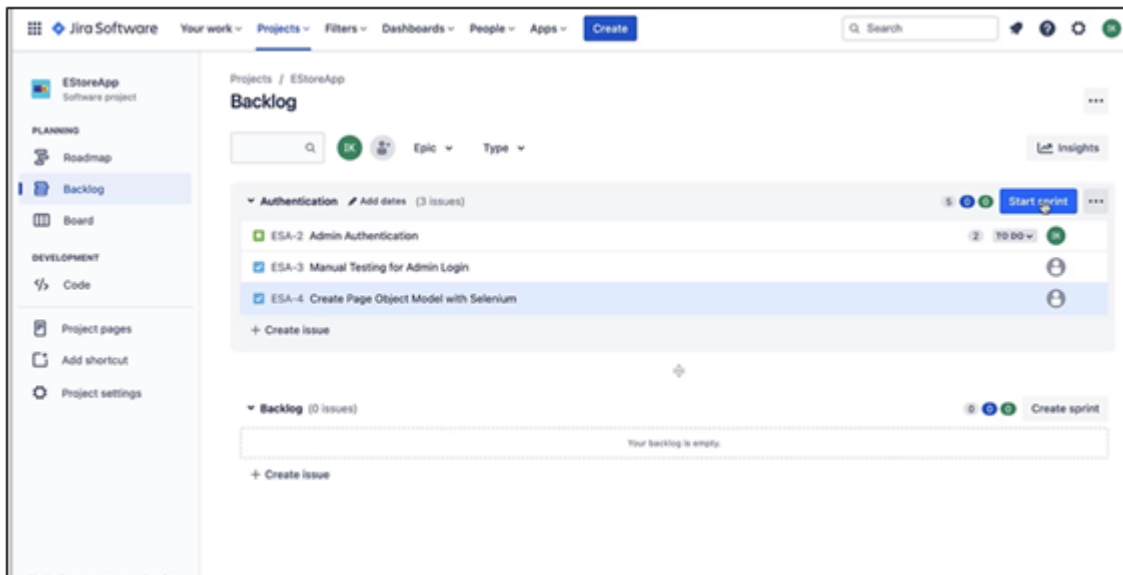 Jira Software Your work Projects Filters Dashboards People Apps Create Search IK
EStoreApp
Software project
PLANNING
Roadmap
Backlog
Board
DEVELOPMENT
Code
Project pages
Add shortcut
Project settings
Projects / EStoreApp
Backlog
IK Epic Type Insights
Authentication Add dates (3 issues) 5 0 0 Start sprint
ESA-2 Admin Authentication 2 TO DO IK
ESA-3 Manual Testing for Admin Login
ESA-4 Create Page Object Model with Selenium
+ Create issue
Backlog (0 issues) 0 0 0 Create sprint
Your backlog is empty.
+ Create issue